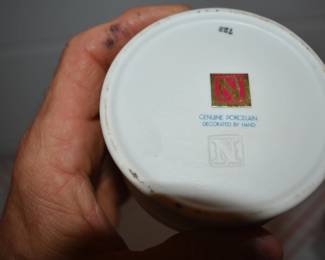 N
GENUINE PORCELAIN
DECORATED BY HAND
N